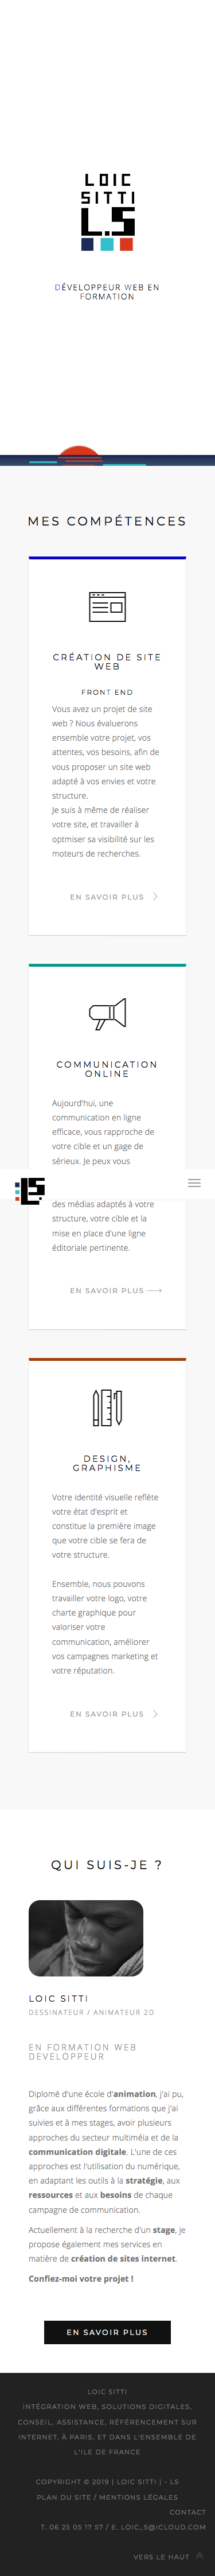 LOIC
SITTI
L.S
DÉVELOPPEUR WEB EN
FORMATION
MES COMPÉTENCES
CRÉATION DE SITE
WEB
FRONT END
Vous avez un projet de site
web ? Nous évaluerons
ensemble votre projet, vos
attentes, vos besoins, afin de
vous proposer un site web
adapté à vos envies et votre
structure.
Je suis à même de réaliser
votre site, et travailler à
optmiser sa visibilité sur les
moteurs de recherches.
EN SAVOIR PLUS
COMMUNICATION
ONLINE
Aujourd'hui, une
communication en ligne
efficace, vous rapproche de
votre cible et un gage de
sérieux. Je peux vous
des médias adaptés à votre
structure, votre cible et la
mise en place d'une ligne
éditoriale pertinente.
EN SAVOIR PLUS
DESIGN,
GRAPHISME
Votre identité visuelle reflète
votre état d'esprit et
constitue la première image
que votre cible se fera de
votre structure.
Ensemble, nous pouvons
travailler votre logo, votre
charte graphique pour
valoriser votre
communication, améliorer
vos campagnes marketing et
votre réputation.
EN SAVOIR PLUS
QUI SUIS-JE ?
LOIC SITTI
DESSINATEUR / ANIMATEUR 2D
EN FORMATION WEB
DEVELOPPEUR
Diplomé d'une école d'animation, j'ai pu,
grâce aux différentes formations que j'ai
suivies et à mes stages, avoir plusieurs
approches du secteur multiméia et de la
communication digitale. L'une de ces
approches est l'utilisation du numérique,
en adaptant les outils à la stratégie, aux
ressources et aux besoins de chaque
campagne de communication.
Actuellement à la recherche d'un stage, je
propose également mes services en
matière de création de sites internet.
Confiez-moi votre projet !
EN SAVOIR PLUS
LOIC SITTI
INTÉGRATION WEB, SOLUTIONS DIGITALES,
CONSEIL, ASSISTANCE, RÉFÉRENCEMENT SUR
INTERNET, À PARIS, ET DANS L'ENSEMBLE DE
L'ILE DE FRANCE
COPYRIGHT © 2019 | LOIC SITTI | - LS
PLAN DU SITE / MENTIONS LÉGALES
CONTACT
T. 06 25 05 17 57 / E. LOIC_S@ICLOUD.COM
VERS LE HAUT